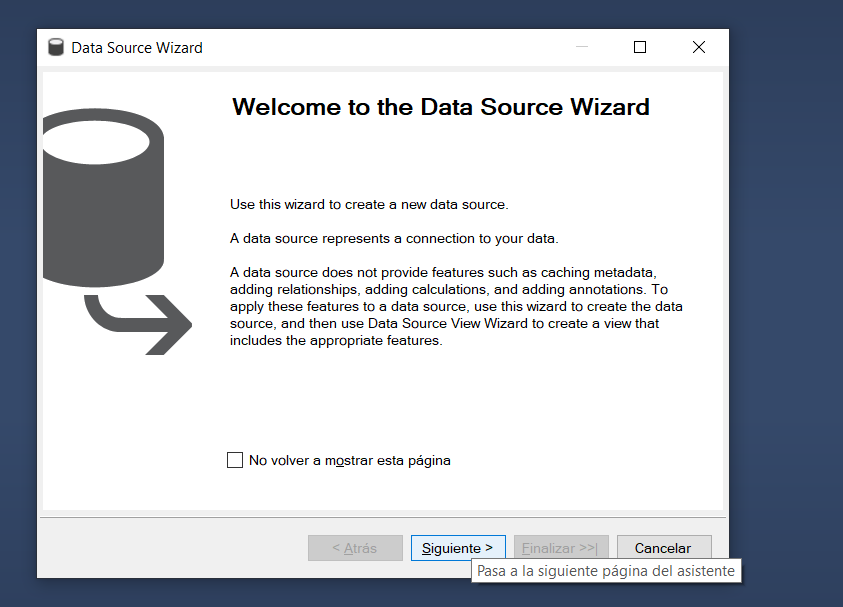 Data Source Wizard
Welcome to the Data Source Wizard
Use this wizard to create a new data source.
A data source represents a connection to your data.
A data source does not provide features such as caching metadata,
adding relationships, adding calculations, and adding annotations. To
apply these features to a data source, use this wizard to create the data
source, and then use Data Source View Wizard to create a view that
includes the appropriate features.
No volver a mostrar esta página
< Atrás Siguiente > Finalizar >>| Cancelar
Pasa a la siguiente página del asistente